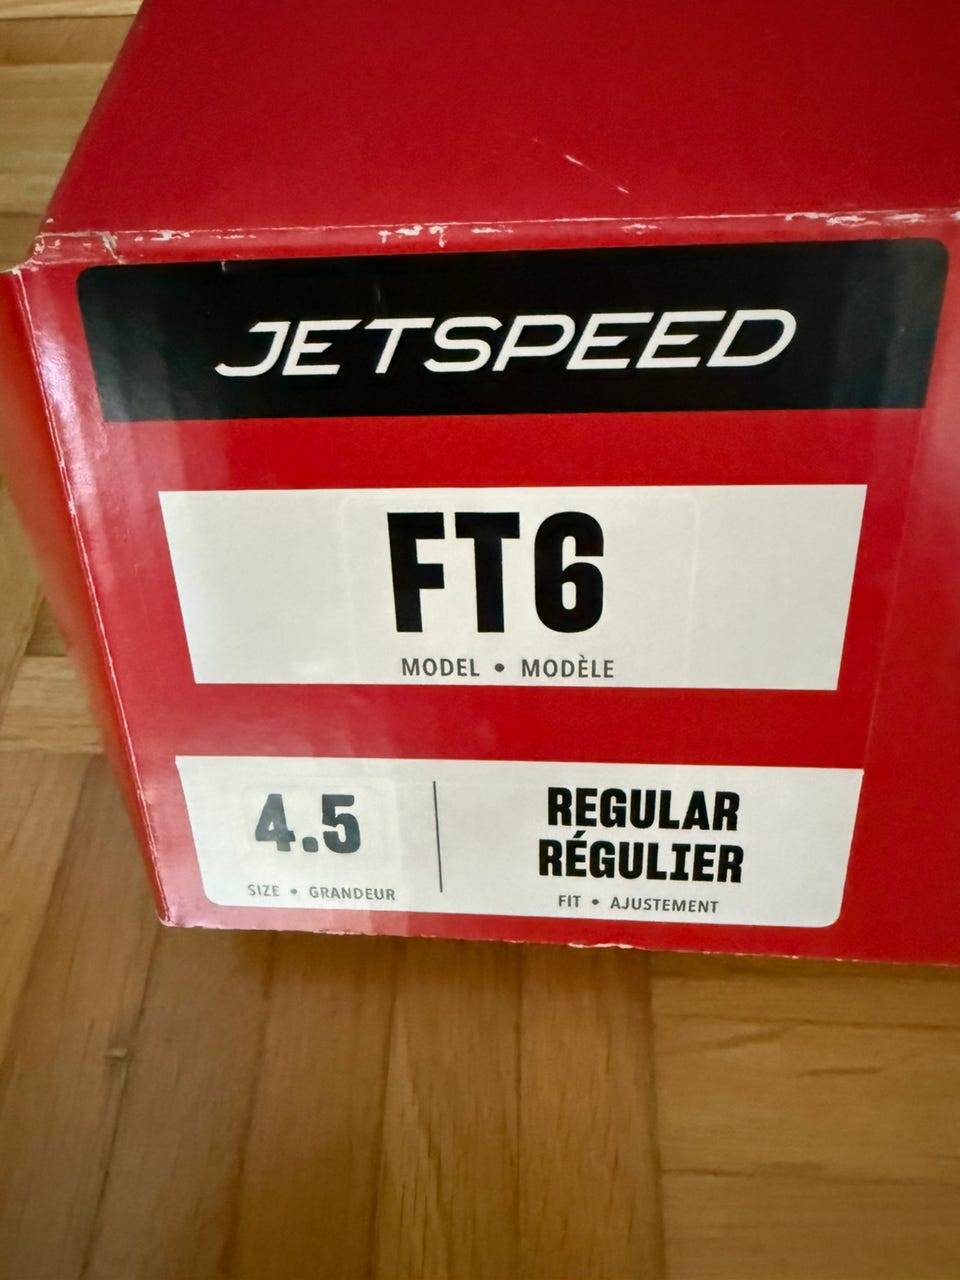 JETSPEED
FT6
MODEL • MODÈLE
4.5
SIZE • GRANDEUR
REGULAR
RÉGULIER
FIT • AJUSTEMENT